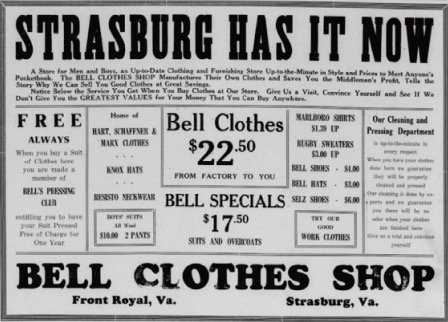 STRASBURG HAS IT NOW
A Store for Men and Boys, as Up-to-Date Clothing and Furnishing Store Up-to-the-Minute in Style and Prices to Meet Anyone's
Pocketbook. The BELL CLOTHES SHOP Manufactures Their Own Clothes and Saves You the Middleman's Profit, Tells the
Story Why We Can Sell You Good Clothes at Great Savings.
Notice Below the Service You Get When You Buy Clothes at Our Store. Give Us a Visit, Convince Yourself and See If We
Don't Give You the GREATEST VALUES for Your Money That You Can Buy Anywhere.
FREE
ALWAYS
When you buy a Suit
of Clothes here
you are made a
member of
BELL'S PRESSING
CLUB
entitling you to have
your Suit Pressed
Free of Charge for
One Year
Home of
HART, SCHAFFNER &
MARX CLOTHES
. . .
KNOX HATS
. . .
RESISTO NECKWEAR
BOYS' SUITS
All Wool
$10.00 2 PANTS
Bell Clothes
$22.50
FROM FACTORY TO YOU
BELL SPECIALS
$17.50
SUITS AND OVERCOATS
MARLBORO SHIRTS
$1.39 UP
RUGBY SWEATERS
$3.00 UP
BELL SHOES - $4.00
BELL HATS - $3.00
SELZ SHOES - $6.00
TRY OUR
GOOD
WORK CLOTHES
Our Cleaning and
Pressing Department
is up-to-the-minute in
every respect
When you have your clothes
done here we guarantee
they will be properly
cleaned and pressed
Our cleaning is done by ex-
perts and we guarantee
you there will be no
odor when your clothes
are finished here
Give us a trial and convince
yourself
BELL CLOTHES SHOP
Front Royal, Va. Strasburg, Va.